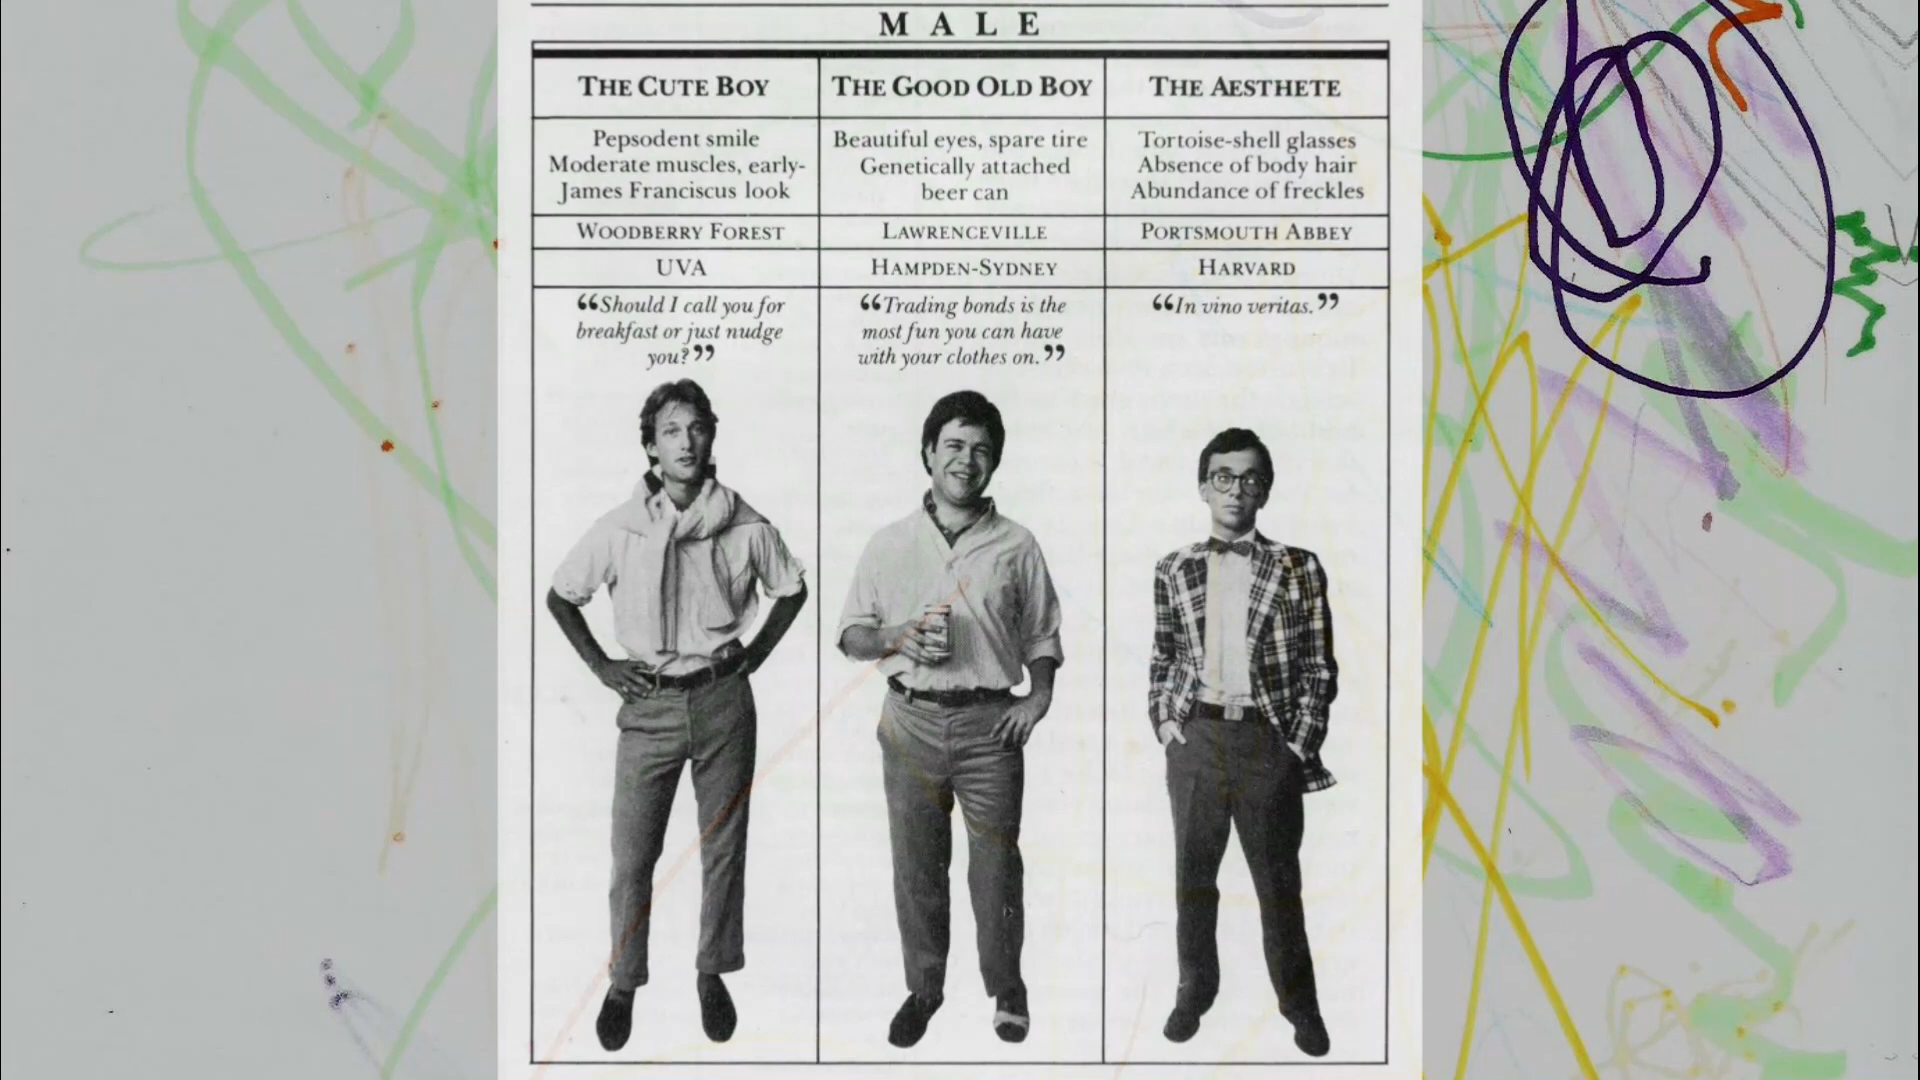 MALE
THE CUTE BOY
Pepsodent smile
Moderate muscles, early-
James Franciscus look
WOODBERRY FOREST
UVA
“Should I call you for
breakfast or just nudge
you?”
THE GOOD OLD BOY
Beautiful eyes, spare tire
Genetically attached
beer can
LAWRENCEVILLE
HAMPDEN-SYDNEY
“Trading bonds is the
most fun you can have
with your clothes on.”
THE AESTHETE
Tortoise-shell glasses
Absence of body hair
Abundance of freckles
PORTSMOUTH ABBEY
HARVARD
“In vino veritas.”